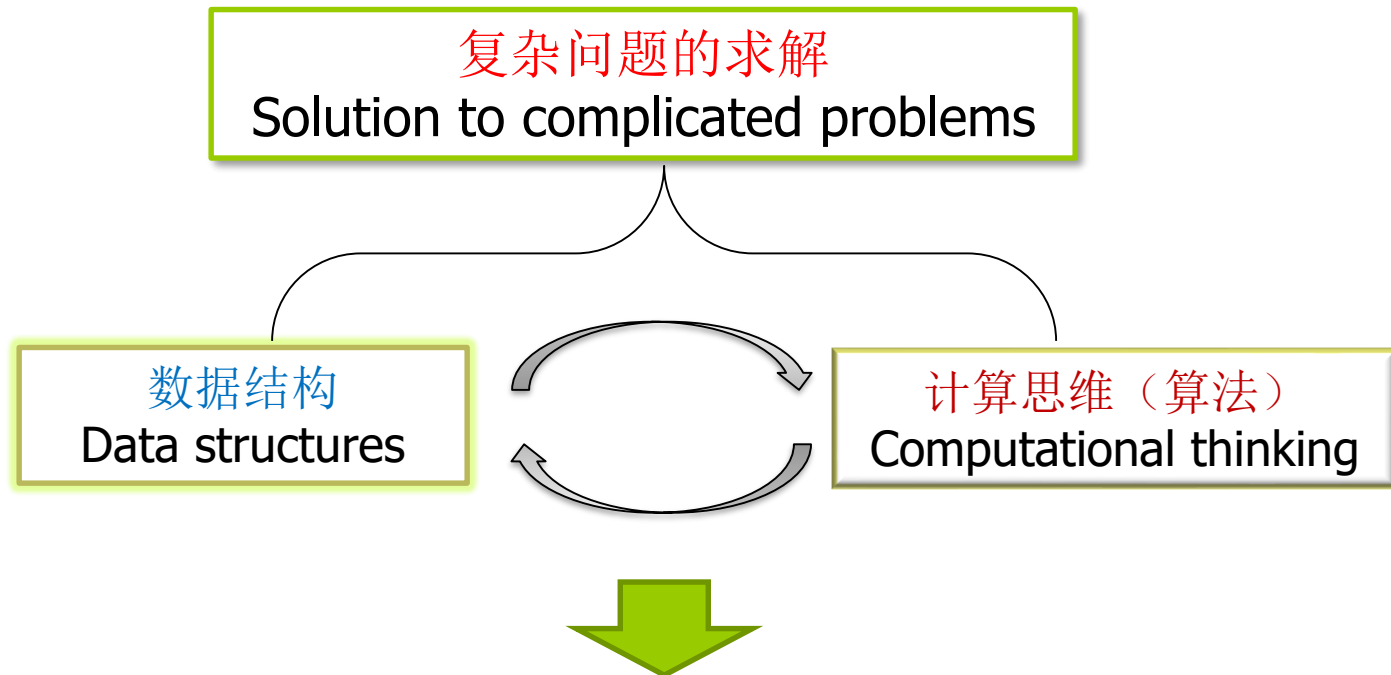 复杂问题的求解
Solution to complicated problems
数据结构
Data structures
计算思维（算法）
Computational thinking